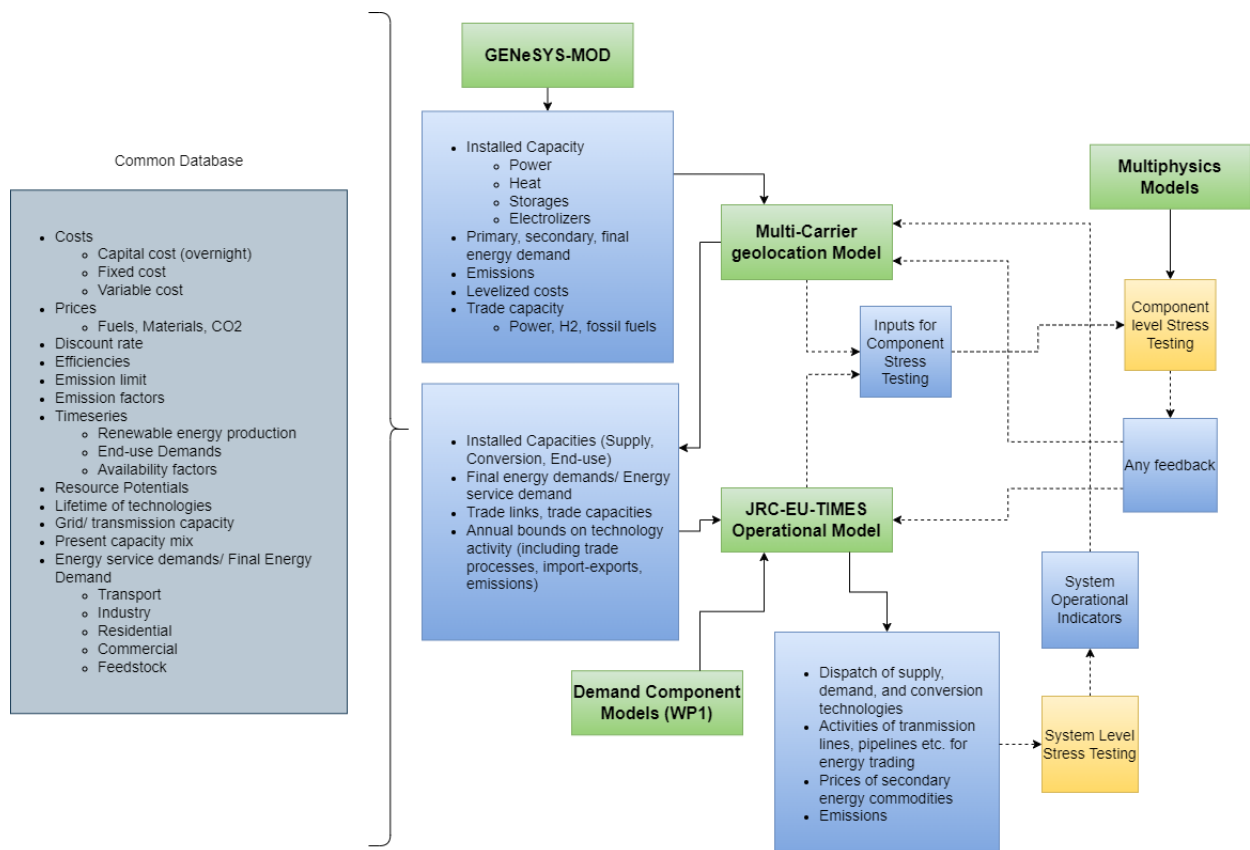 Common Database
Costs
Capital cost (overnight)
Fixed cost
Variable cost
Prices
Fuels, Materials, CO2
Discount rate
Efficiencies
Emission limit
Emission factors
Timeseries
Renewable energy production
End-use Demands
Availability factors
Resource Potentials
Lifetime of technologies
Grid/ transmission capacity
Present capacity mix
Energy service demands/ Final Energy
Demand
Transport
Industry
Residential
Commercial
Feedstock
GENeSYS-MOD
Installed Capacity
Power
Heat
Storages
Electrolizers
Primary, secondary, final
energy demand
Emissions
Levelized costs
Trade capacity
Power, H2, fossil fuels
Multi-Carrier
geolocation Model
Installed Capacities (Supply,
Conversion, End-use)
Final energy demands/ Energy
service demand
Trade links, trade capacities
Annual bounds on technology
activity (including trade
processes, import-exports,
emissions)
JRC-EU-TIMES
Operational Model
Demand Component
Models (WP1)
Dispatch of supply,
demand, and conversion
technologies
Activities of tranmission
lines, pipelines etc. for
energy trading
Prices of secondary
energy commodities
Emissions
Inputs for
Component
Stress
Testing
Multiphysics
Models
Component
level Stress
Testing
Any feedback
System
Operational
Indicators
System Level
Stress Testing